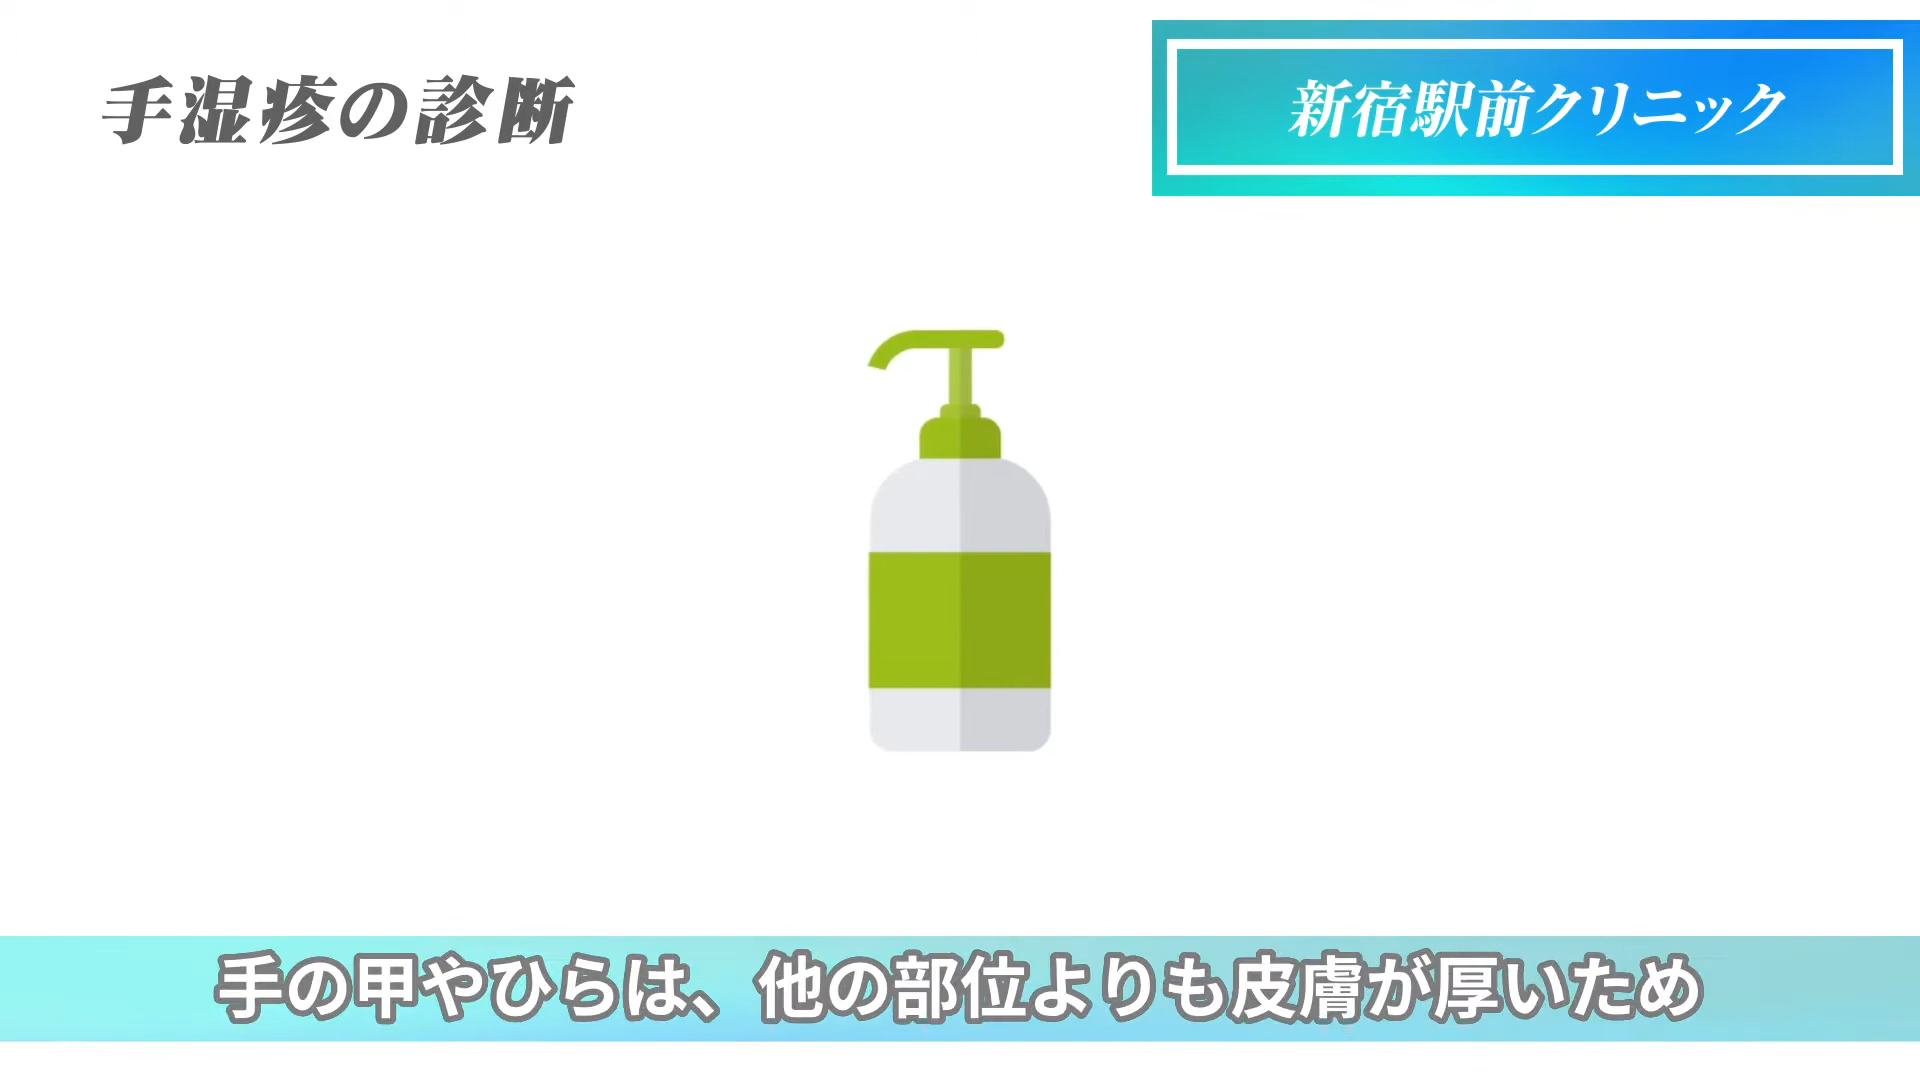 手湿疹の診断
新宿駅前クリニック
手の甲やひらは、他の部位よりも皮膚が厚いため